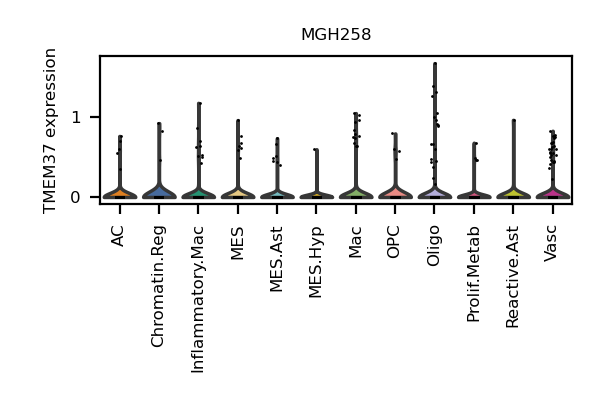 MGH258
TMEM37 expression
1
0
AC
Chromatin.Reg
Inflammatory.Mac
MES
MES.Ast
MES.Hyp
Mac
OPC
Oligo
Prolif.Metab
Reactive.Ast
Vasc